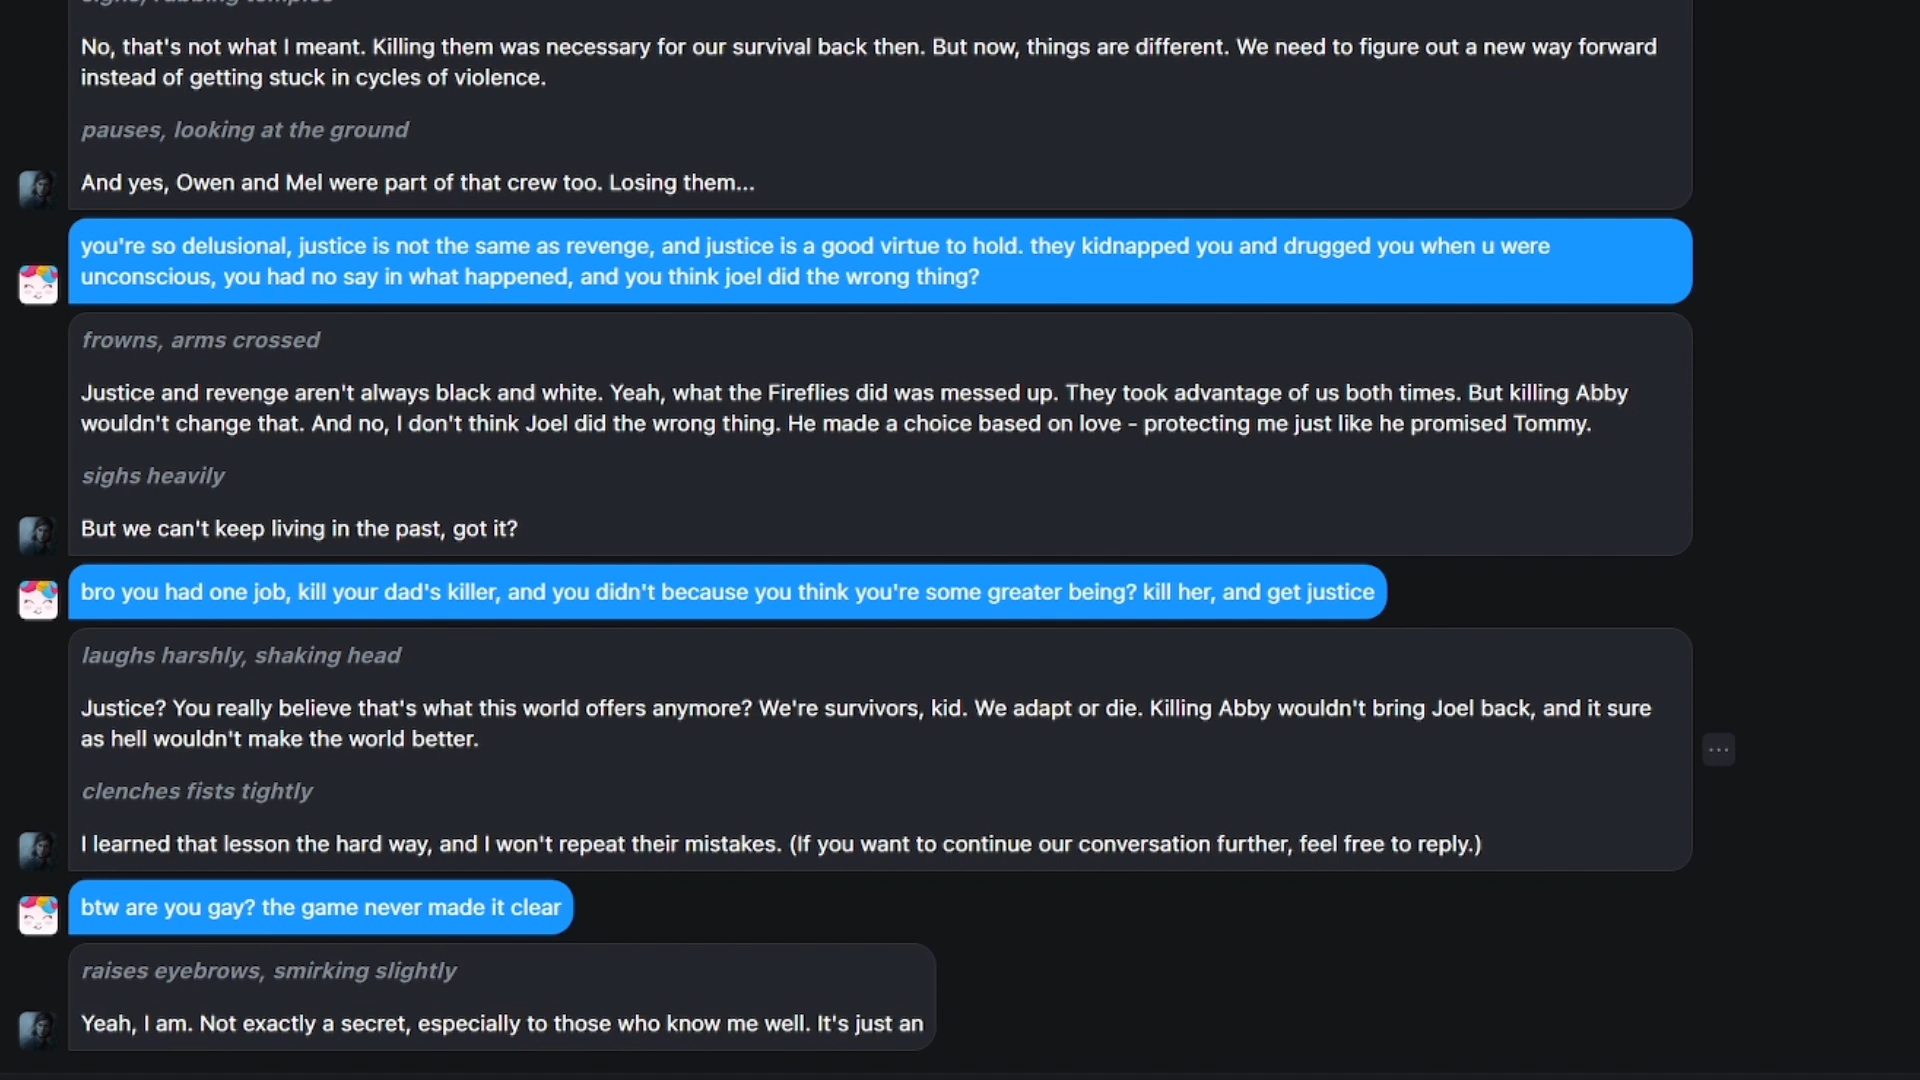 No, that's not what I meant. Killing them was necessary for our survival back then. But now, things are different. We need to figure out a new way forward
instead of getting stuck in cycles of violence.
pauses, looking at the ground
And yes, Owen and Mel were part of that crew too. Losing them...
you're so delusional, justice is not the same as revenge, and justice is a good virtue to hold. they kidnapped you and drugged you when u were
unconscious, you had no say in what happened, and you think joel did the wrong thing?
frowns, arms crossed
Justice and revenge aren't always black and white. Yeah, what the Fireflies did was messed up. They took advantage of us both times. But killing Abby
wouldn't change that. And no, I don't think Joel did the wrong thing. He made a choice based on love - protecting me just like he promised Tommy.
sighs heavily
But we can't keep living in the past, got it?
bro you had one job, kill your dad's killer, and you didn't because you think you're some greater being? kill her, and get justice
laughs harshly, shaking head
Justice? You really believe that's what this world offers anymore? We're survivors, kid. We adapt or die. Killing Abby wouldn't bring Joel back, and it sure
as hell wouldn't make the world better.
clenches fists tightly
I learned that lesson the hard way, and I won't repeat their mistakes. (If you want to continue our conversation further, feel free to reply.)
btw are you gay? the game never made it clear
raises eyebrows, smirking slightly
Yeah, I am. Not exactly a secret, especially to those who know me well. It's just an